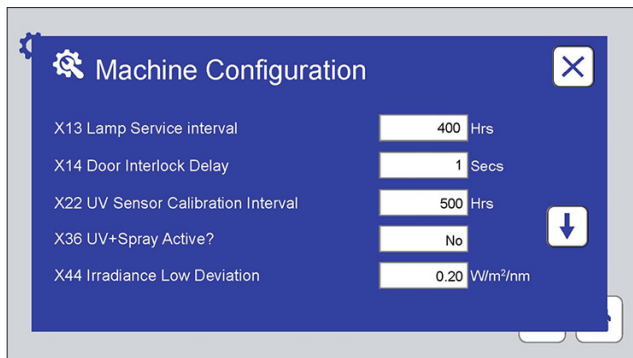 Machine Configuration
X13 Lamp Service interval 400 Hrs
X14 Door Interlock Delay 1 Secs
X22 UV Sensor Calibration Interval 500 Hrs
X36 UV+Spray Active? No
X44 Irradiance Low Deviation 0.20 W/m²/nm